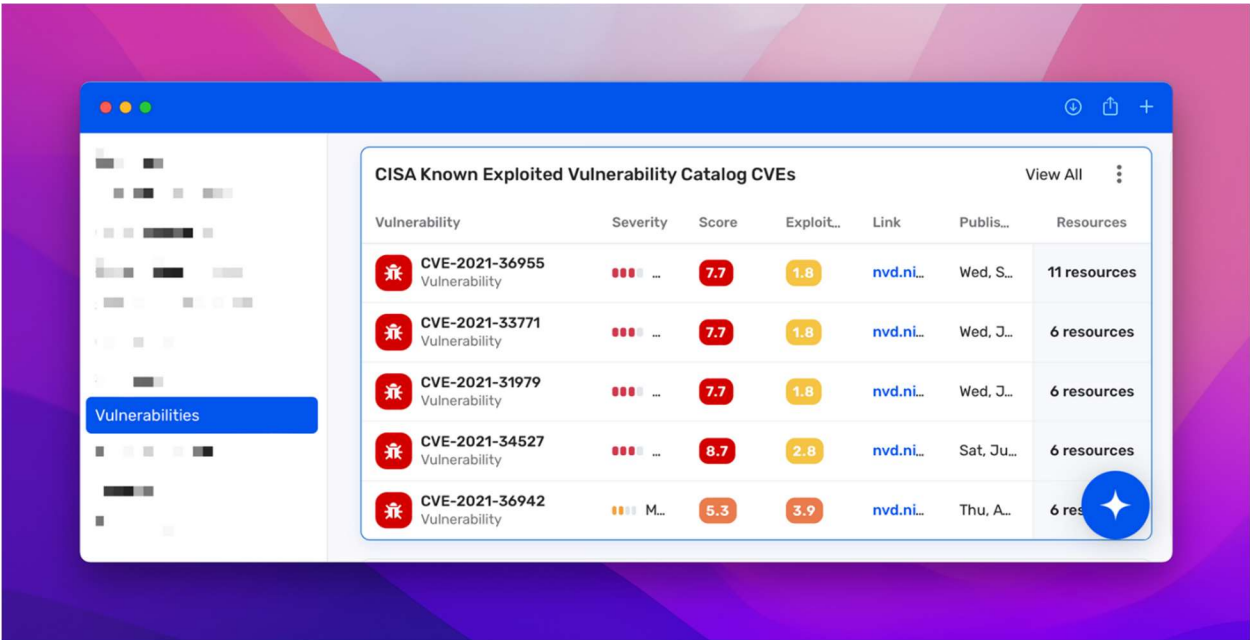 CISA Known Exploited Vulnerability Catalog CVEs View All
Vulnerability Severity Score Exploit... Link Publis... Resources
CVE-2021-36955 ... 7.7 1.8 nvd.ni... Wed, S... 11 resources
Vulnerability
CVE-2021-33771 ... 7.7 1.8 nvd.ni... Wed, J... 6 resources
Vulnerability
CVE-2021-31979 ... 7.7 1.8 nvd.ni... Wed, J... 6 resources
Vulnerability
Vulnerabilities
CVE-2021-34527 ... 8.7 2.8 nvd.ni... Sat, Ju... 6 resources
Vulnerability
CVE-2021-36942 M... 5.3 3.9 nvd.ni... Thu, A... 6 res
Vulnerability